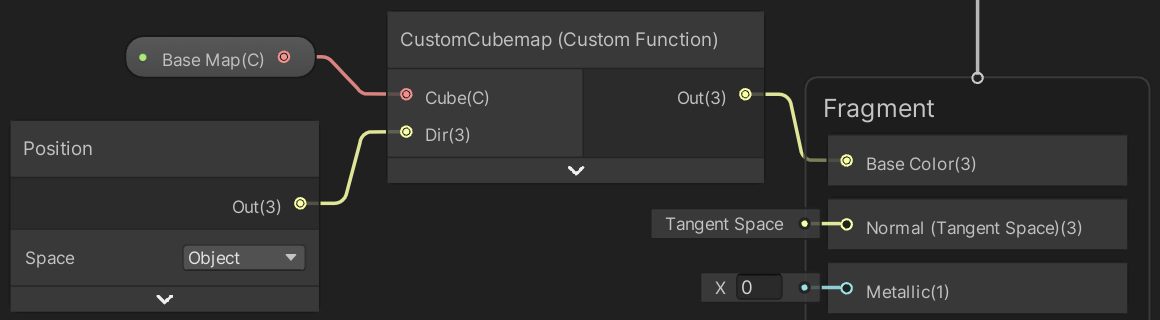 CustomCubemap (Custom Function)
Base Map(C)
Cube(C)
Out(3)
Dir(3)
Position
Out(3)
Space
Object
Fragment
Base Color(3)
Tangent Space
Normal (Tangent Space)(3)
X 0
Metallic(1)